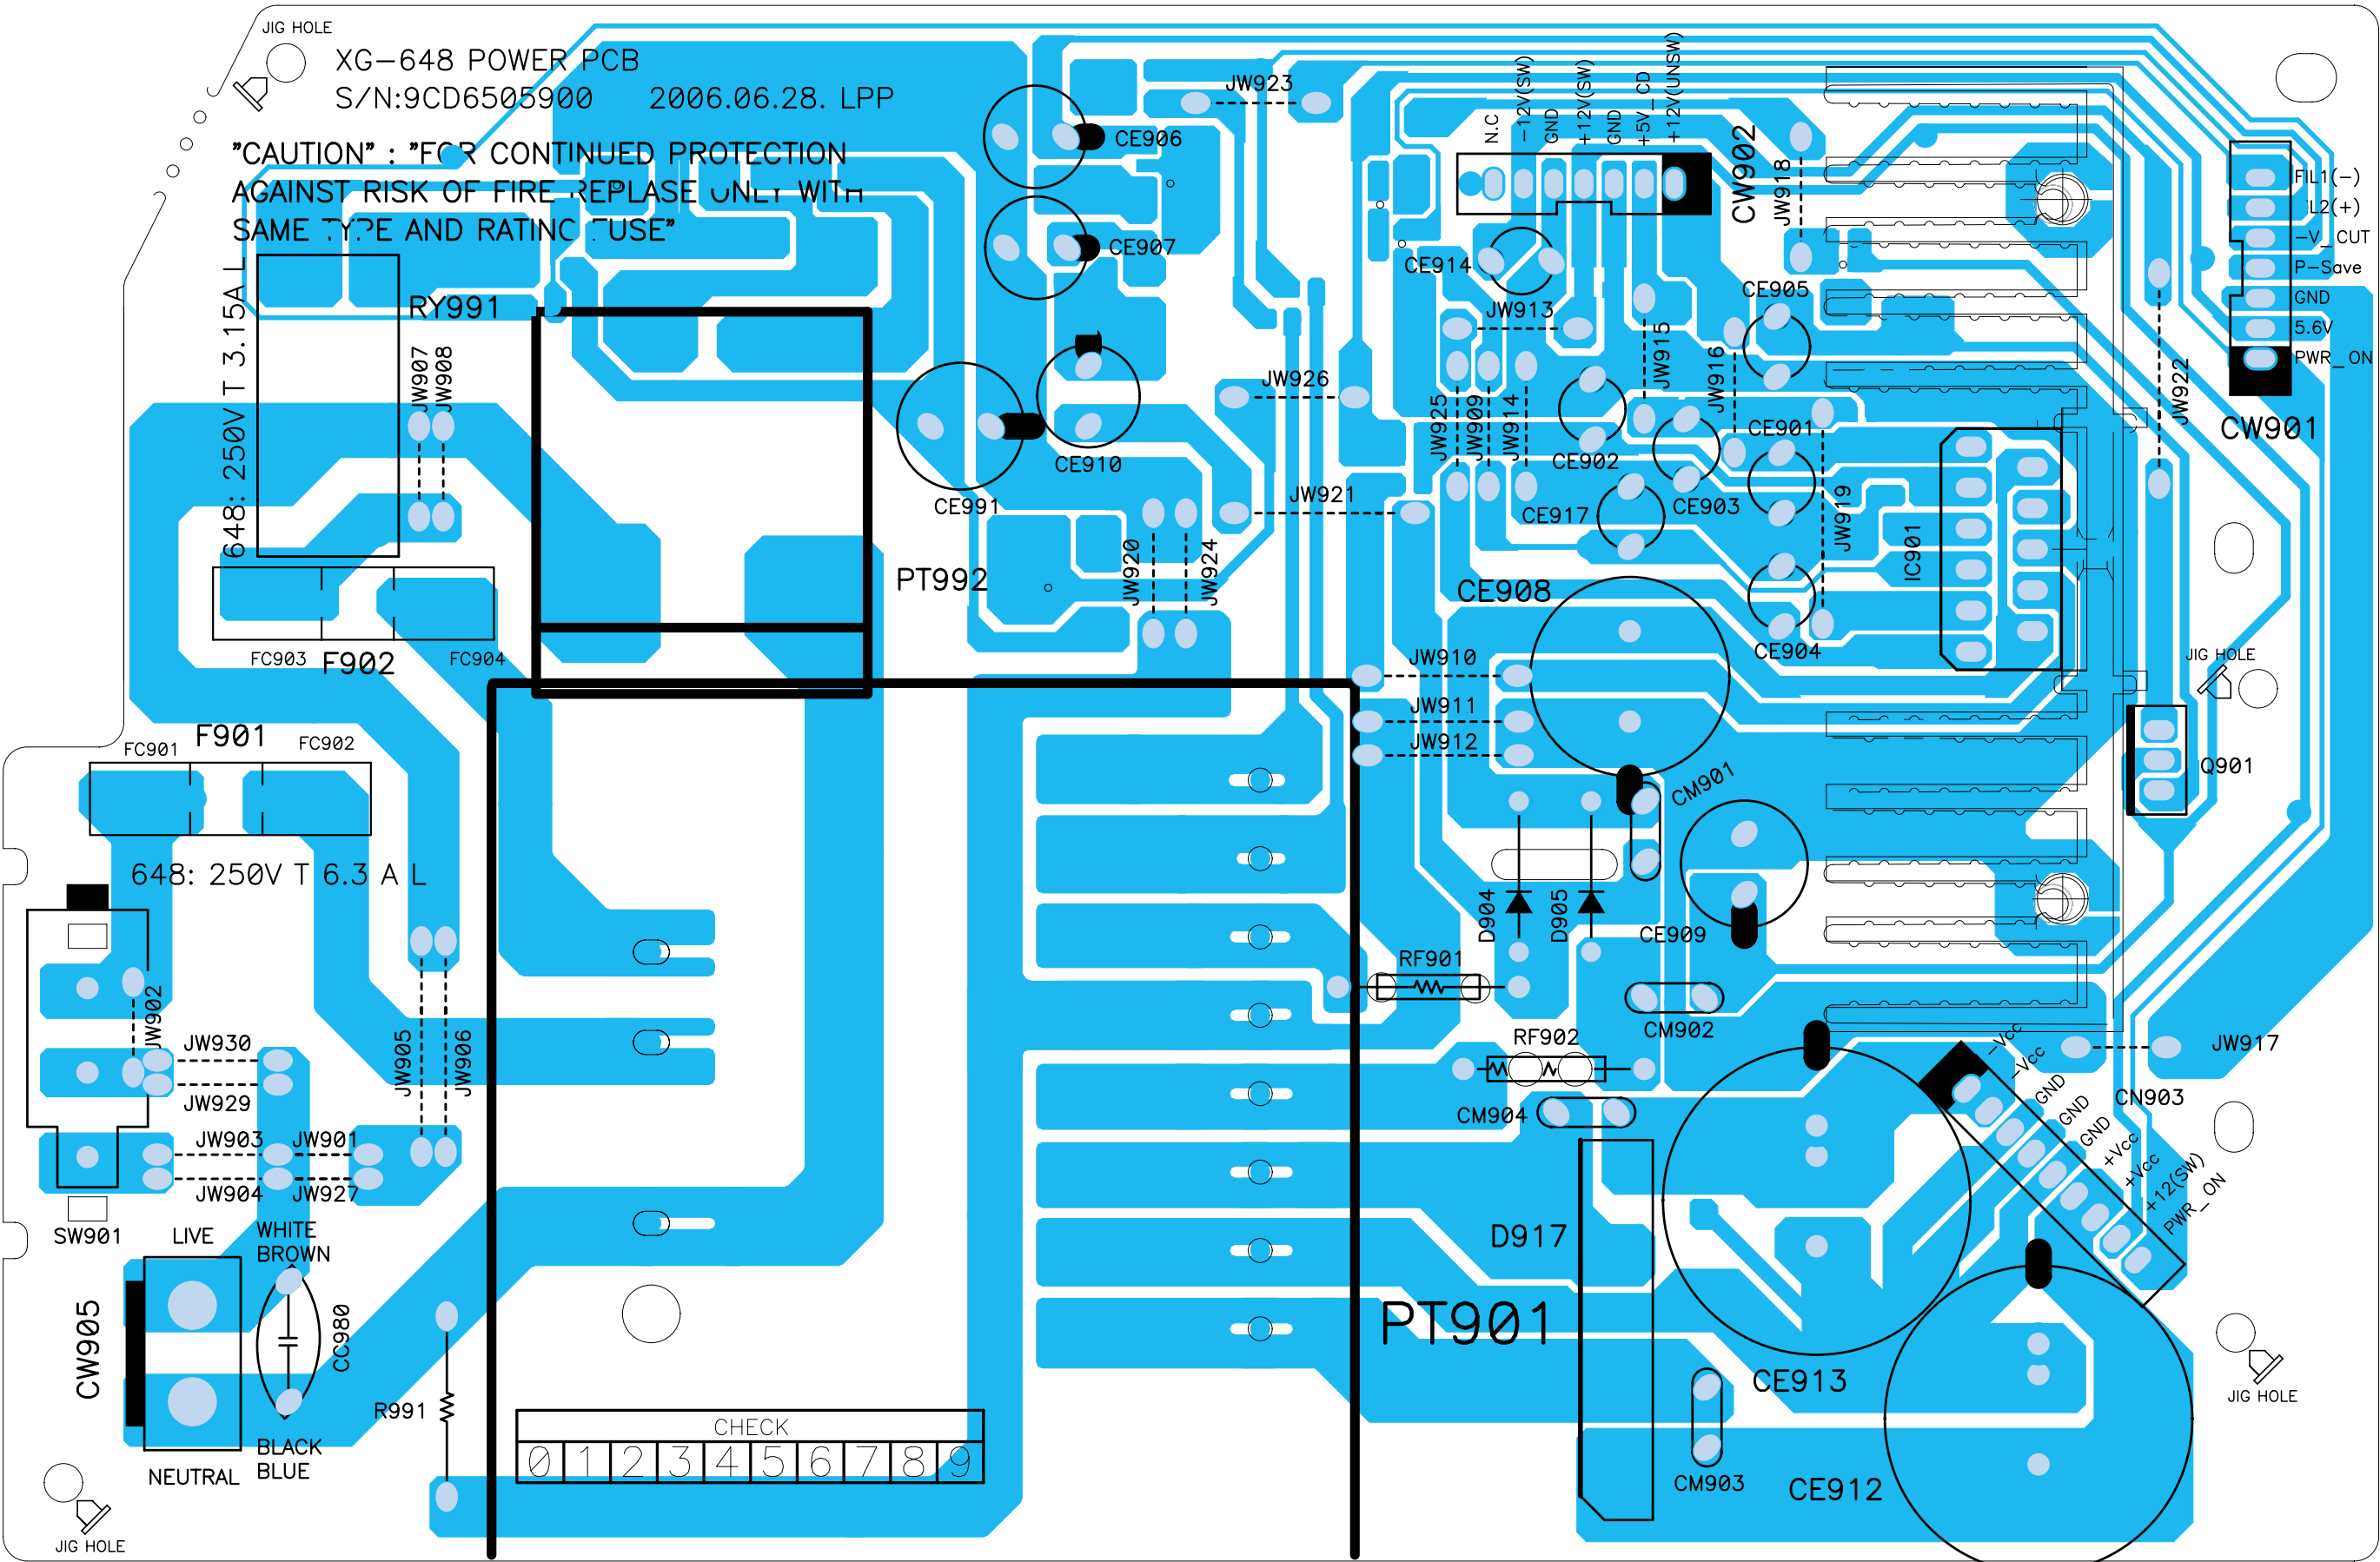 JIG HOLE
XG-648 POWER PCB
S/N:9CD6505900 2006.06.28. LPP
"CAUTION" : "FOR CONTINUED PROTECTION
AGAINST RISK OF FIRE REPLASE ONLY WITH
SAME TYPE AND RATING FUSE"
648: 250V T 3.15A L
RY991
JW907
JW908
CE906
CE907
CE910
CE991
JW923
JW926
JW921
JW920
JW924
PT992
N.C
-12V(SW)
GND
+12V(SW)
GND
+5V_CD
+12V(UNSW)
CW902
JW918
CE914
JW913
JW915
JW916
CE905
JW925
JW909
JW914
CE902
CE901
CE903
CE917
JW919
CE904
CE908
IC901
FIL1(-)
L2(+)
-V_CUT
P-Save
GND
5.6V
PWR_ON
CW901
JW922
JIG HOLE
Q901
FC903
F902
FC904
FC901
F901
FC902
648: 250V T 6.3 A L
JW910
JW911
JW912
CM901
D904
D905
CE909
RF901
CM902
RF902
CM904
JW902
JW930
JW929
JW903
JW901
JW904
JW927
JW905
JW906
SW901
LIVE
WHITE
BROWN
CW905
CC980
R991
BLACK
BLUE
NEUTRAL
JIG HOLE
CHECK
0 1 2 3 4 5 6 7 8 9
PT901
D917
CE913
CM903
CE912
-Vcc
-Vcc
GND
GND
GND
+Vcc
+Vcc
+12(SW)
PWR_ON
CN903
JW917
JIG HOLE